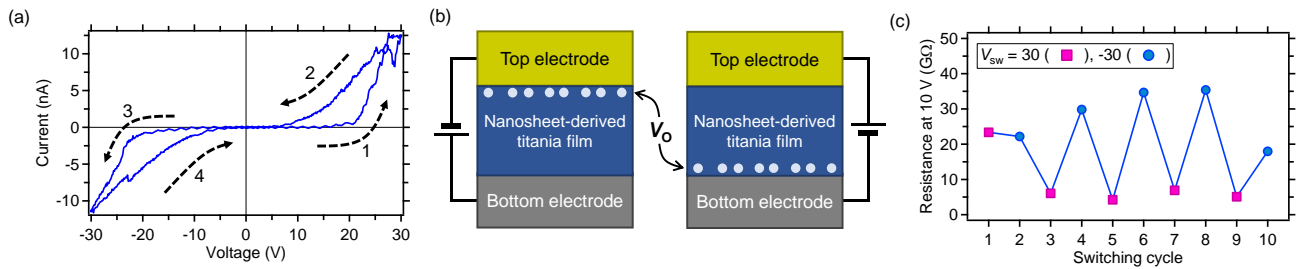 (a)
10
5
0
-5
-10
Current (nA)
-30
-20
-10
0
10
20
30
Voltage (V)
1
2
3
4
(b)
Top electrode
Nanosheet-derived
titania film
Bottom electrode
VO
Top electrode
Nanosheet-derived
titania film
Bottom electrode
(c)
50
40
30
20
10
0
Resistance at 10 V (GΩ)
Vsw = 30 ( ), -30 ( )
1 2 3 4 5 6 7 8 9 10
Switching cycle